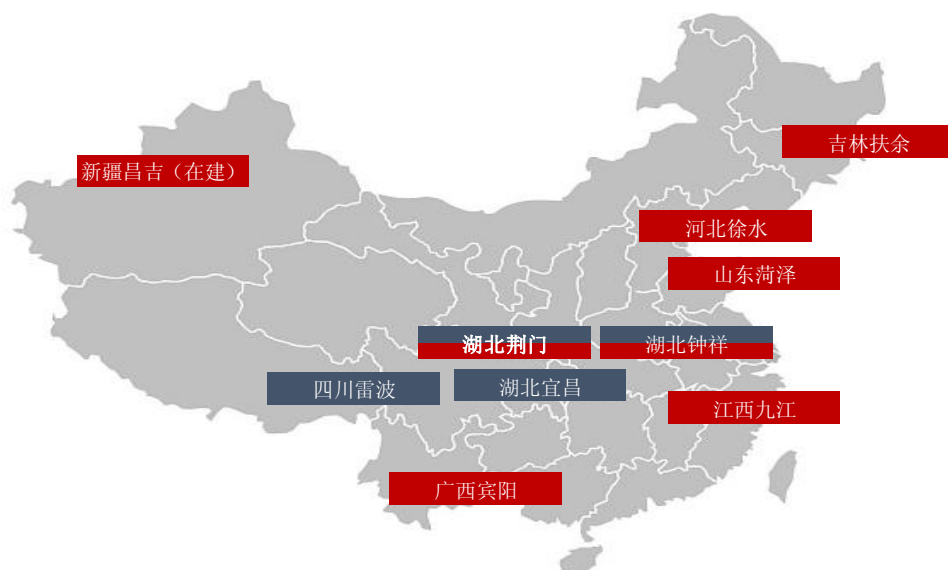 吉林扶余
新疆昌吉（在建）
河北徐水
山东菏泽
湖北荆门
湖北钟祥
四川雷波
湖北宜昌
江西九江
广西宾阳